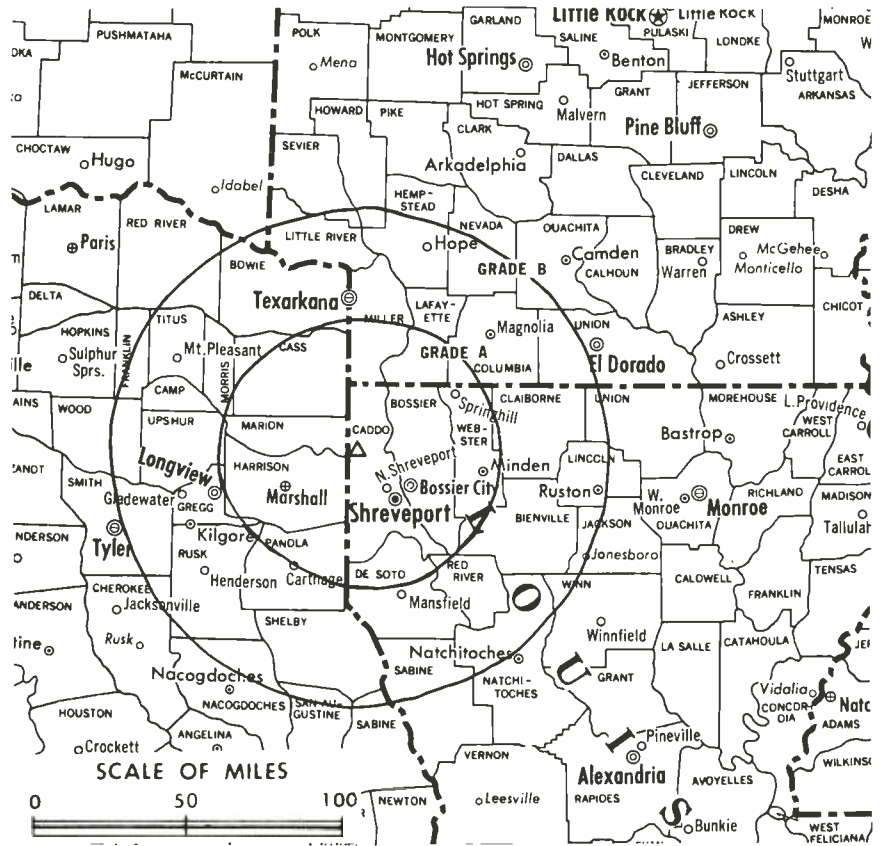 PUSHMATAHA
POLK
MONTGOMERY
GARLAND
Little Rock
Little Rock
PULASKI
SALINE
LONOKE
MONROE
Mena
Hot Springs
Benton
McCURTAIN
Stuttgart
ARKANSAS
HOWARD
PIKE
HOT SPRING
GRANT
JEFFERSON
Malvern
CLARK
Pine Bluff
SEVIER
CHOCTAW
Hugo
Arkadelphia
DALLAS
CLEVELAND
LINCOLN
Idabel
HEMP-
STEAD
DESHA
LAMAR
RED RIVER
NEVADA
OUACHITA
LITTLE RIVER
Hope
DREW
Paris
BOWIE
GRADE B
Camden
CALHOUN
BRADLEY
Warren
McGehee
Monticello
DELTA
Texarkana
LAFAY-
ETTE
MILLER
CHICOT
TITUS
HOPKINS
FRANKLIN
Magnolia
UNION
ASHLEY
Sulphur
Sprs.
Mt. Pleasant
CASS
GRADE A
COLUMBIA
El Dorado
Crossett
CAMP
MORRIS
WOOD
BOSSIER
Springhill
CLAIBORNE
UNION
MOREHOUSE
L. Providence
UPSHUR
MARION
CADDO
WEB-
STER
WEST
CARROLL
Bastrop
EAST
CARROL
Longview
HARRISON
N. Shreveport
Minden
LINCCLN
SMITH
Gladewater
GREGG
Marshall
Bossier City
Ruston
W.
Monroe
Monroe
RICHLAND
MADISON
Shreveport
BIENVILLE
OUACHITA
Tallulah
Tyler
Kilgore
JACKSON
RUSK
PANOLA
Jonesboro
NDERSON
Henderson
Carthage
DE SOTO
RED
RIVER
WINN
CALDWELL
TENSAS
FRANKLIN
CHEROKEE
Jacksonville
Mansfield
ANDERSON
SHELBY
Winnfield
Rusk
LA SALLE
CATAHOULA
Natchitoches
SABINE
NATCHI-
TOCHES
GRANT
Nacogdoches
NACOGDOCHES
SAN AU-
GUSTINE
SABINE
Vidalia
CONCOR-
DIA
ADAMS
HOUSTON
ANGELINA
Crockett
Pineville
VERNON
Alexandria
RAPIDES
AVOYELLES
SCALE OF MILES
0 50 100
NEWTON
Leesville
Bunkie
WEST
FELICIANA
L
O
U
I
S